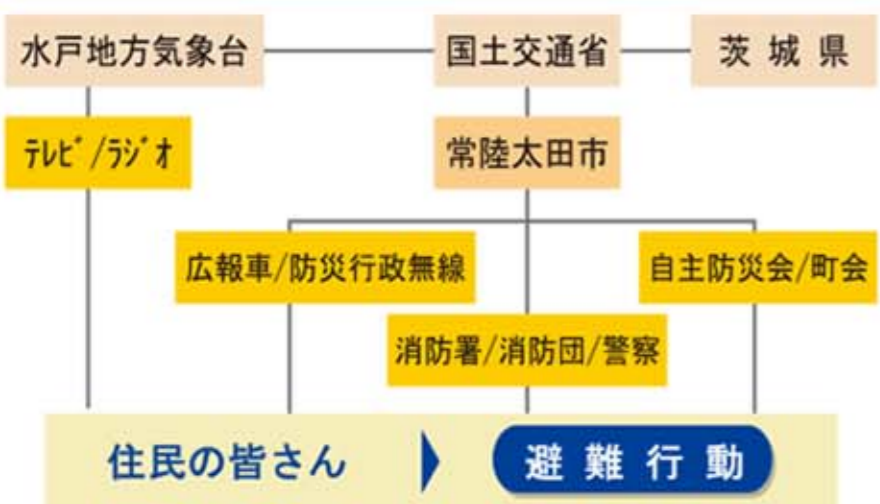 水戸地方気象台
国土交通省
茨城県
ﾃﾚﾋﾞ/ﾗｼﾞｵ
常陸太田市
広報車/防災行政無線
自主防災会/町会
消防署/消防団/警察
住民の皆さん
避難行動